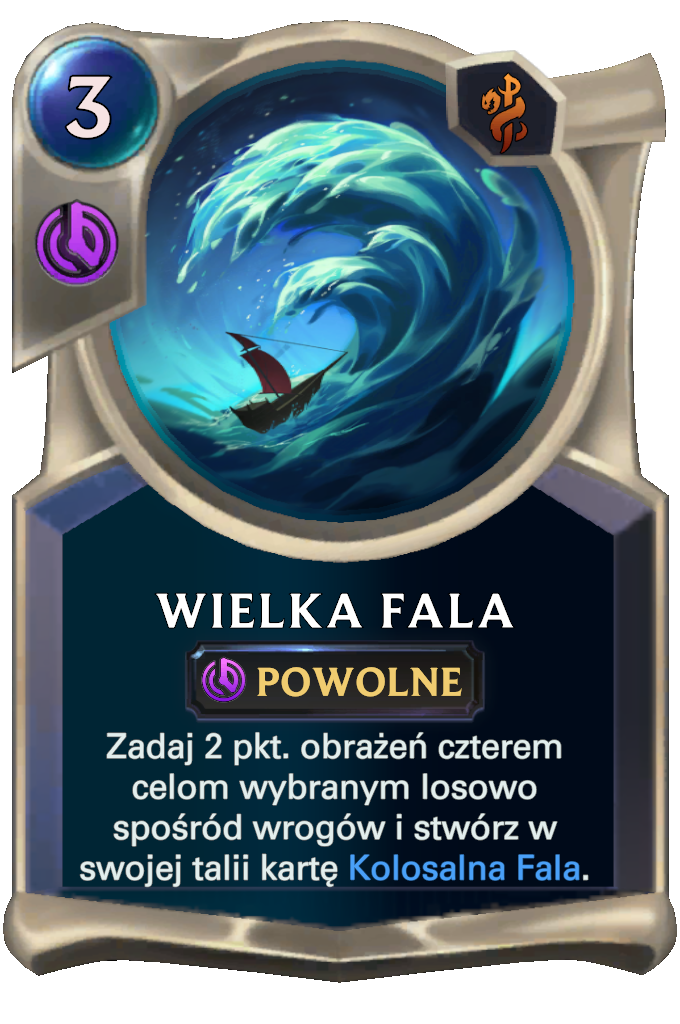 3
WIELKA FALA
POWOLNE
Zadaj 2 pkt. obrażeń czterem
celom wybranym losowo
spośród wrogów i stwórz w
swojej talii kartę Kolosalna Fala.